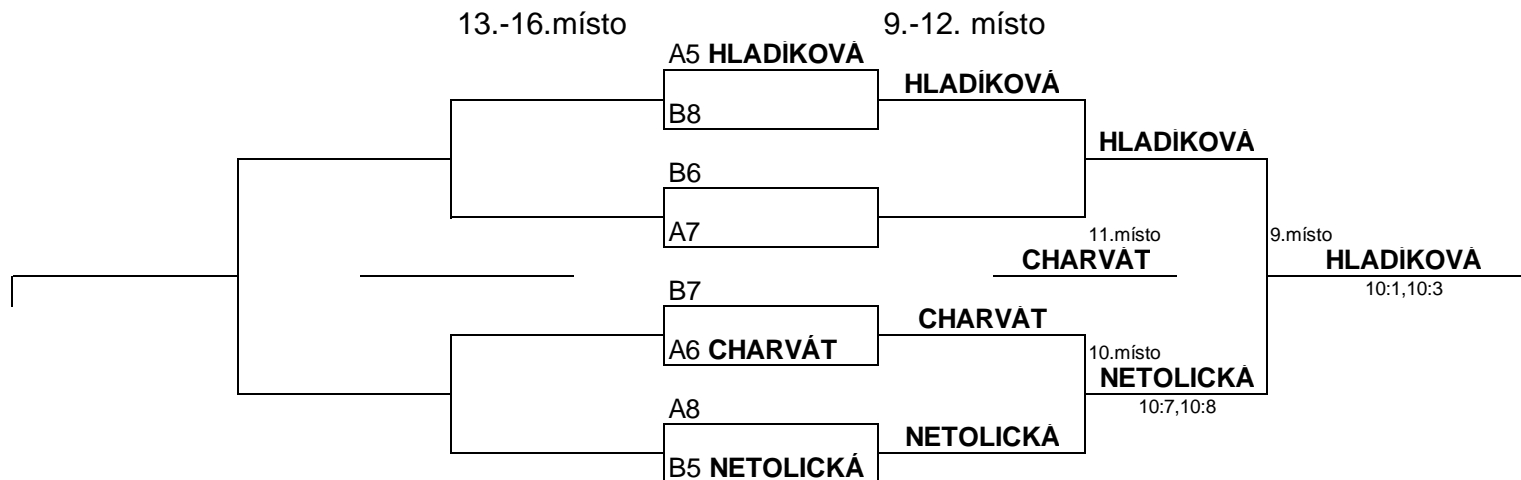 13.-16.místo 9.-12. místo
A5 HLADÍKOVÁ
HLADÍKOVÁ
B8
HLADÍKOVÁ
B6
A7
11.místo 9.místo
CHARVÁT HLADÍKOVÁ
10:1,10:3
B7
CHARVÁT
A6 CHARVÁT 10.místo
NETOLICKÁ
A8 10:7,10:8
NETOLICKÁ
B5 NETOLICKÁ